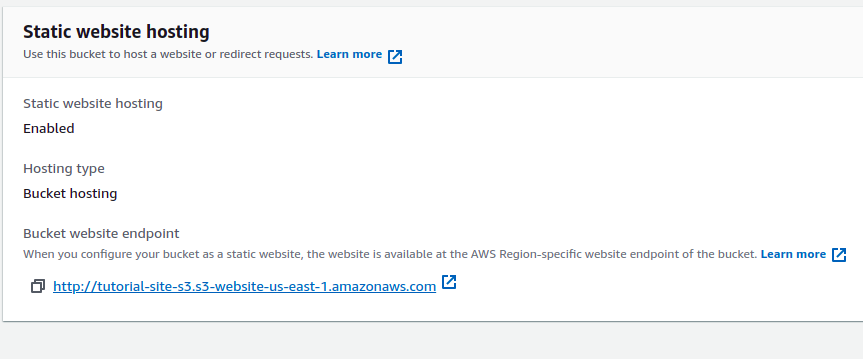 Static website hosting
Use this bucket to host a website or redirect requests. Learn more
Static website hosting
Enabled
Hosting type
Bucket hosting
Bucket website endpoint
When you configure your bucket as a static website, the website is available at the AWS Region-specific website endpoint of the bucket. Learn more
http://tutorial-site-s3.s3-website-us-east-1.amazonaws.com